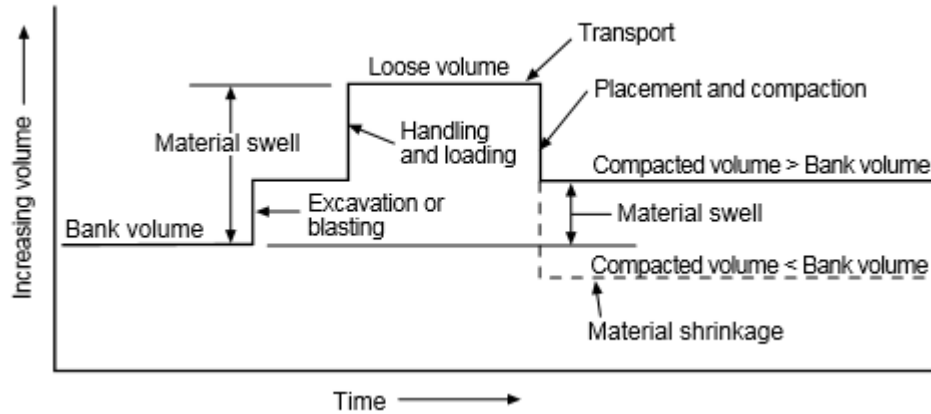 Transport
Loose volume
Placement and compaction
Material swell
Handling
and loading
Compacted volume > Bank volume
Excavation or
blasting
Material swell
Bank volume
Compacted volume < Bank volume
Material shrinkage
Increasing volume
Time